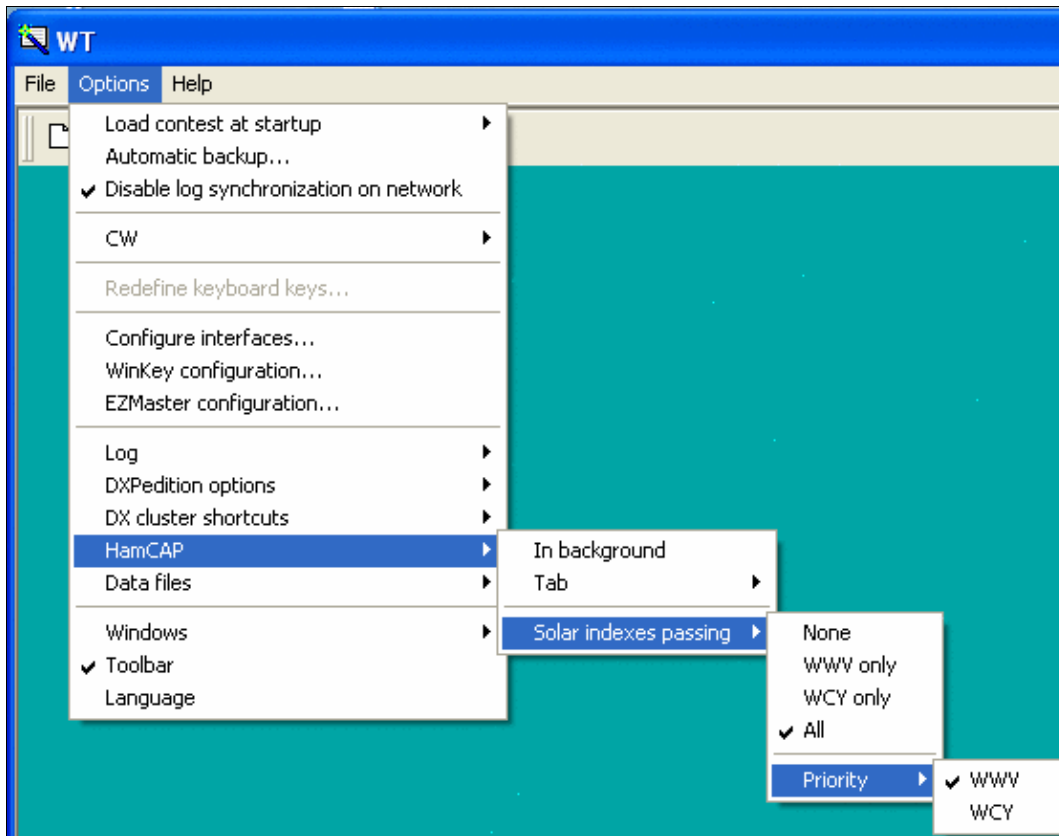 WT
File Options Help
Load contest at startup
Automatic backup...
Disable log synchronization on network
CW
Redefine keyboard keys...
Configure interfaces...
WinKey configuration...
EZMaster configuration...
Log
DXPedition options
DX cluster shortcuts
HamCAP
Data files
Windows
Toolbar
Language
In background
Tab
Solar indexes passing
None
WWV only
WCY only
All
Priority
WWV
WCY